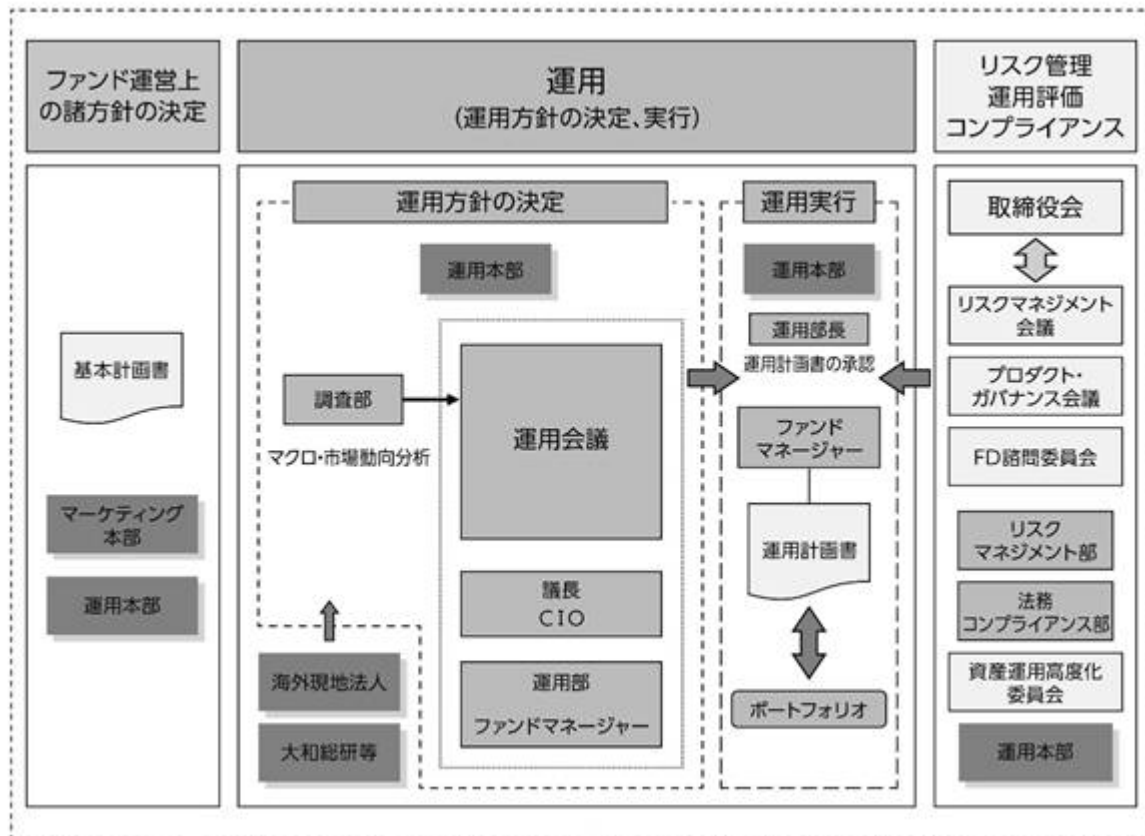 ファンド運営上
の諸方針の決定
運用
(運用方針の決定、実行)
リスク管理
運用評価
コンプライアンス
基本計画書
マーケティング
本部
運用本部
運用方針の決定
運用本部
調査部
マクロ・市場動向分析
運用会議
議長
CIO
運用部
ファンドマネージャー
海外現地法人
大和総研等
運用実行
運用本部
運用部長
運用計画書の承認
ファンド
マネージャー
運用計画書
ポートフォリオ
取締役会
リスクマネジメント
会議
プロダクト・
ガバナンス会議
FD諮問委員会
リスク
マネジメント部
法務
コンプライアンス部
資産運用高度化
委員会
運用本部